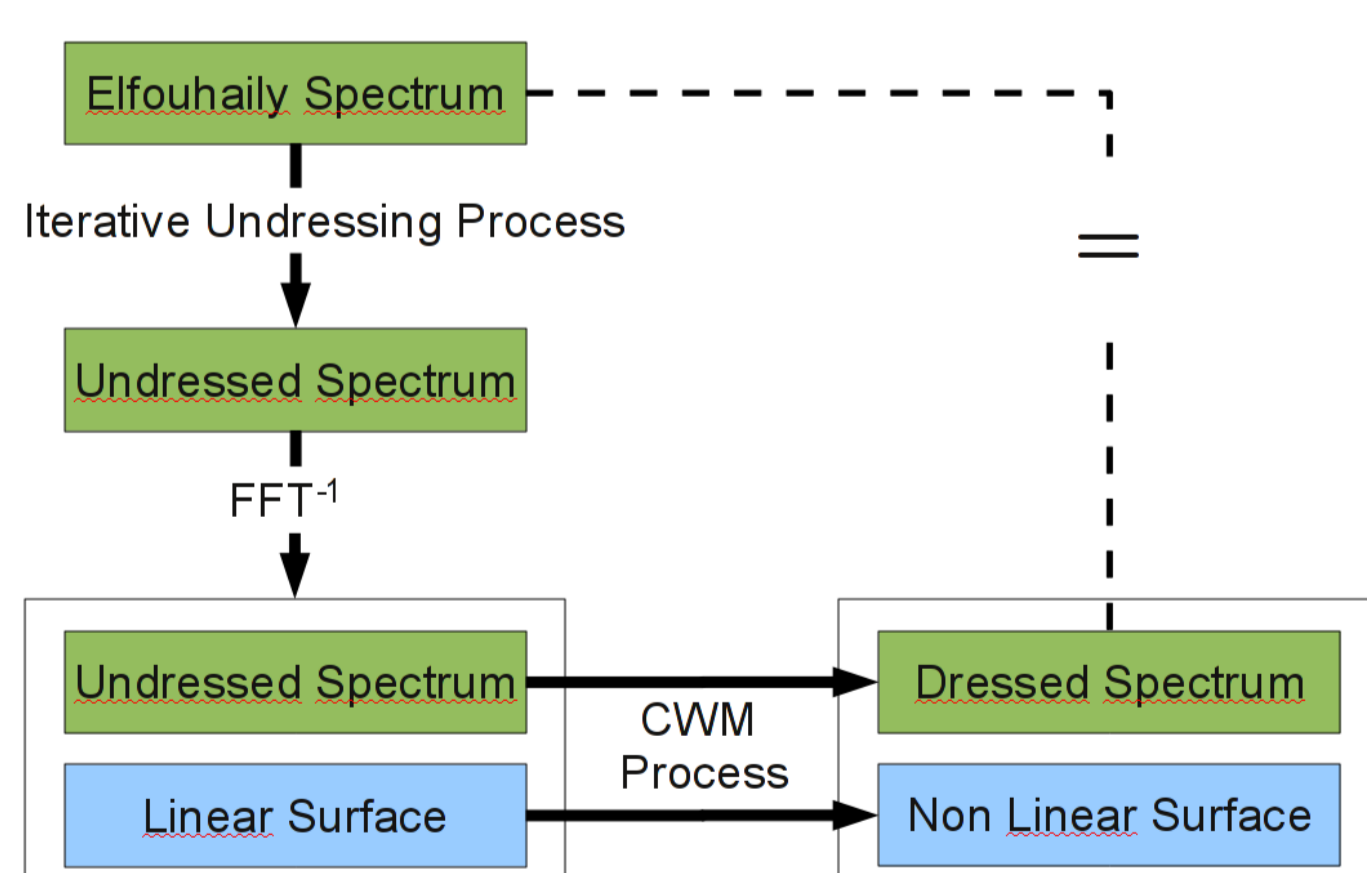 Elfouhaily Spectrum
=
Iterative Undressing Process
Undressed Spectrum
FFT⁻¹
Undressed Spectrum
Dressed Spectrum
CWM
Process
Linear Surface
Non Linear Surface